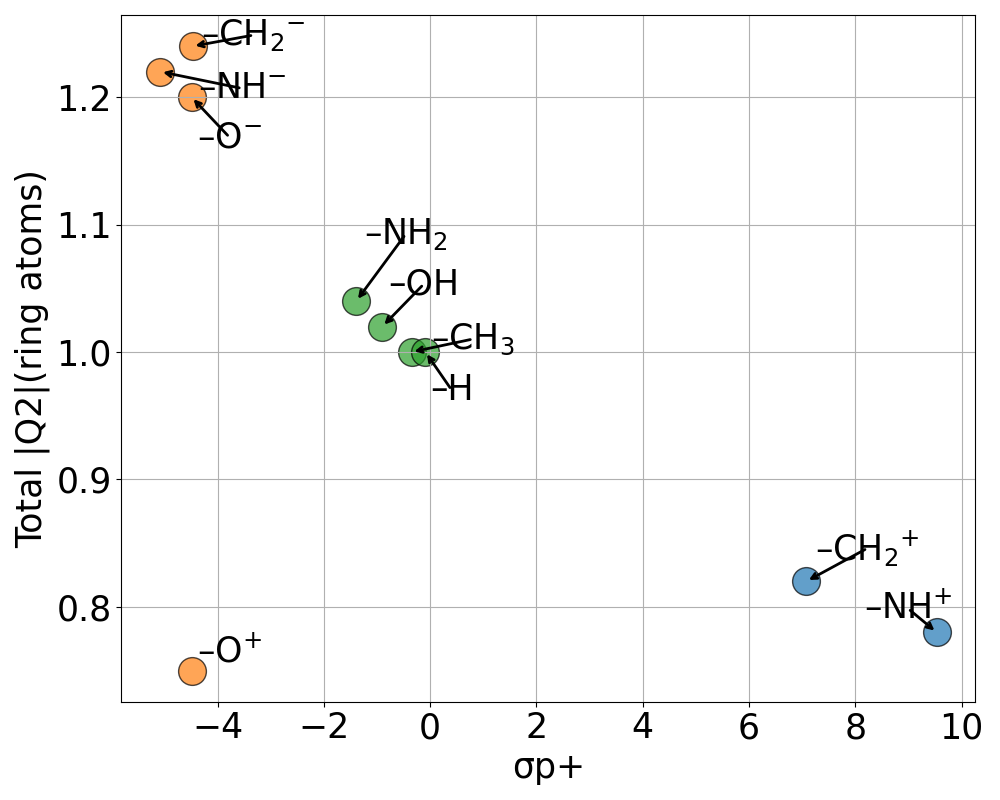 –CH₂⁻
–NH⁻
–O⁻
–NH₂
–OH
–CH₃
–H
–CH₂⁺
–NH⁺
–O⁺
1.2
1.1
1.0
0.9
0.8
Total |Q2|(ring atoms)
−4 −2 0 2 4 6 8 10
σp+